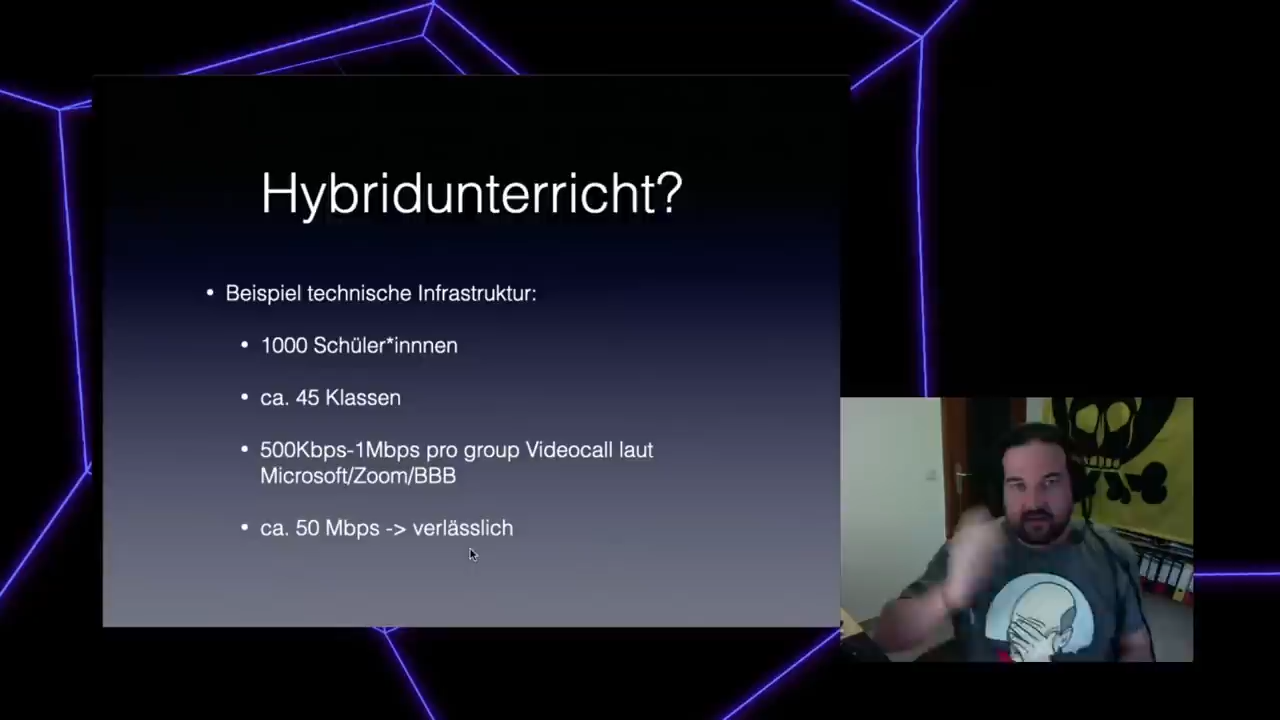 Hybridunterricht?
• Beispiel technische Infrastruktur:
• 1000 Schüler*innnen
• ca. 45 Klassen
• 500Kbps-1Mbps pro group Videocall laut
Microsoft/Zoom/BBB
• ca. 50 Mbps -> verlässlich